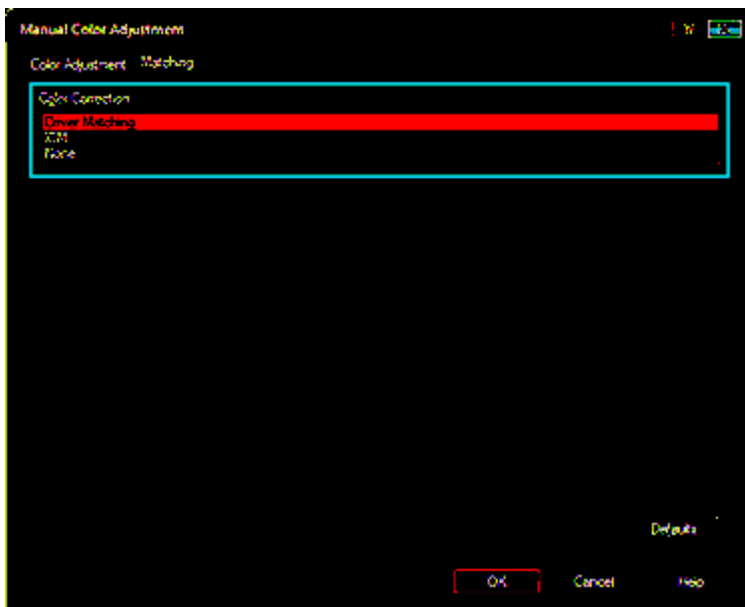 Manual Color Adjustment
Color Adjustment Matching
Color Correction
Driver Matching
ICM
None
Defaults
OK Cancel Help